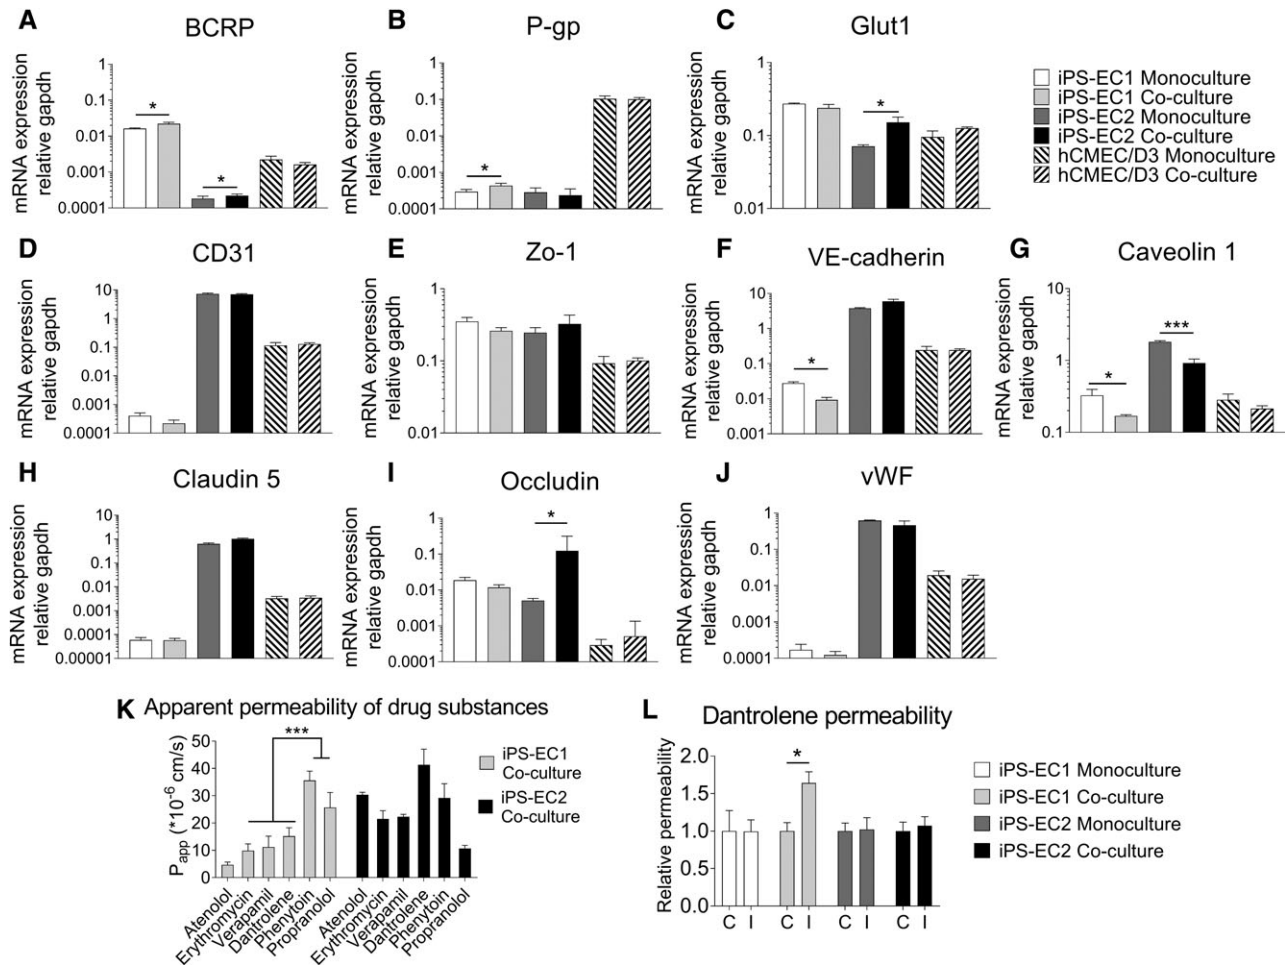 A
BCRP
mRNA expression
relative gapdh
1
0.1
0.01
0.001
0.0001
*
*
B
P-gp
mRNA expression
relative gapdh
1
0.1
0.01
0.001
0.0001
*
C
Glut1
mRNA expression
relative gapdh
1
0.1
0.01
*
iPS-EC1 Monoculture
iPS-EC1 Co-culture
iPS-EC2 Monoculture
iPS-EC2 Co-culture
hCMEC/D3 Monoculture
hCMEC/D3 Co-culture
D
CD31
mRNA expression
relative gapdh
10
1
0.1
0.01
0.001
0.0001
E
Zo-1
mRNA expression
relative gapdh
1
0.1
0.01
F
VE-cadherin
mRNA expression
relative gapdh
10
1
0.1
0.01
0.001
*
G
Caveolin 1
mRNA expression
relative gapdh
10
1
0.1
*
***
H
Claudin 5
mRNA expression
relative gapdh
10
1
0.1
0.01
0.001
0.0001
0.00001
I
Occludin
mRNA expression
relative gapdh
1
0.1
0.01
0.001
0.0001
*
J
vWF
mRNA expression
relative gapdh
1
0.1
0.01
0.001
0.0001
K
Apparent permeability of drug substances
Papp (*10-6 cm/s)
50
40
30
20
10
0
***
Atenolol
Erythromycin
Verapamil
Dantrolene
Phenytoin
Propranolol
Atenolol
Erythromycin
Verapamil
Dantrolene
Phenytoin
Propranolol
iPS-EC1
Co-culture
iPS-EC2
Co-culture
L
Dantrolene permeability
Relative permeability
2.0
1.5
1.0
0.5
0.0
*
C I C I C I C I
iPS-EC1 Monoculture
iPS-EC1 Co-culture
iPS-EC2 Monoculture
iPS-EC2 Co-culture